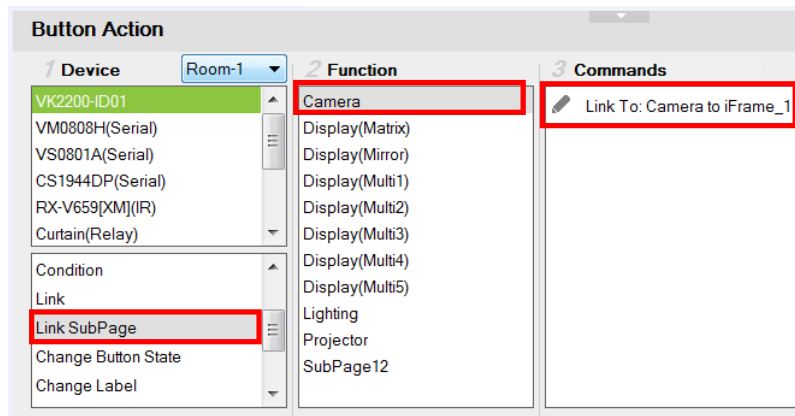 Button Action
1 Device
Room-1
VK2200-ID01
VM0808H(Serial)
VS0801A(Serial)
CS1944DP(Serial)
RX-V659[XM](IR)
Curtain(Relay)
Condition
Link
Link SubPage
Change Button State
Change Label
2 Function
Camera
Display(Matrix)
Display(Mirror)
Display(Multi1)
Display(Multi2)
Display(Multi3)
Display(Multi4)
Display(Multi5)
Lighting
Projector
SubPage12
3 Commands
Link To: Camera to iFrame_1